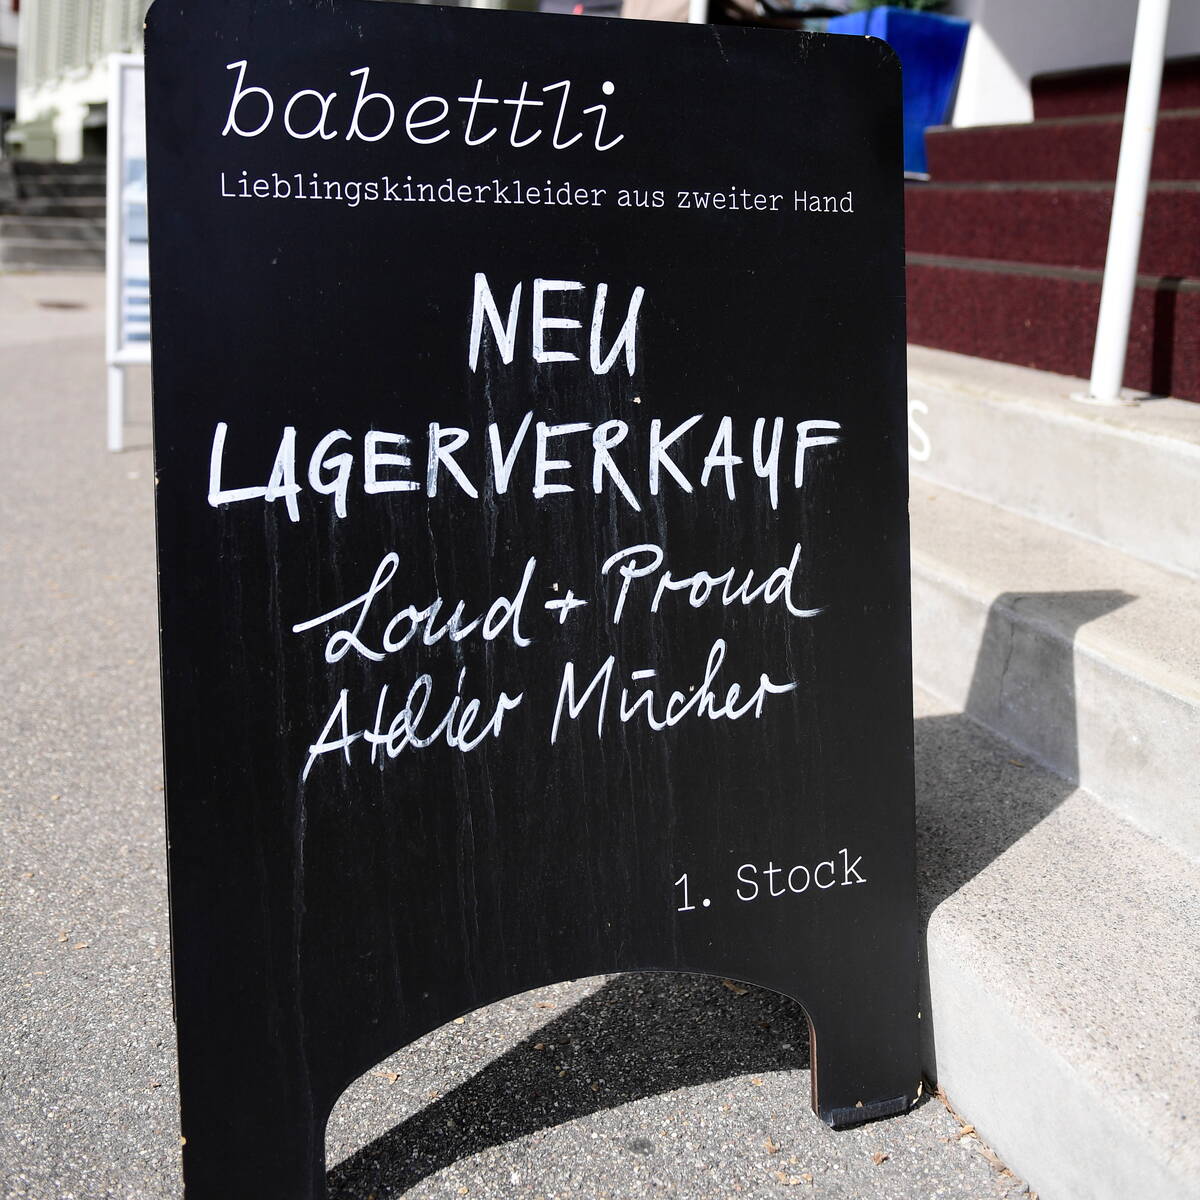 babettli
Lieblingskinderkleider aus zweiter Hand
NEU
LAGERVERKAUF
Loud + Proud
Atelier Mücher
1. Stock
S